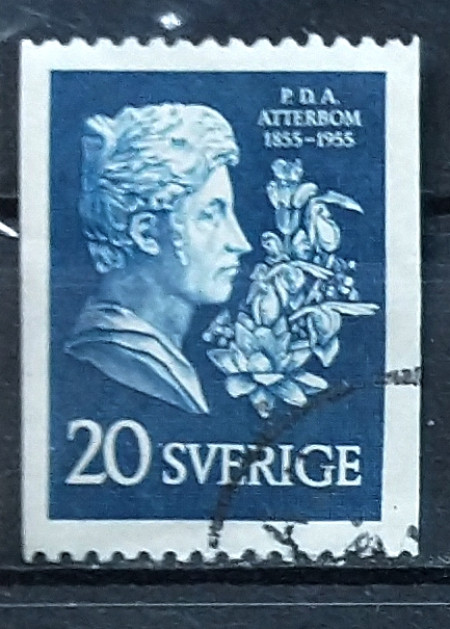 P. D. A.
ATTERBOM
1855-1955
20 SVERIGE